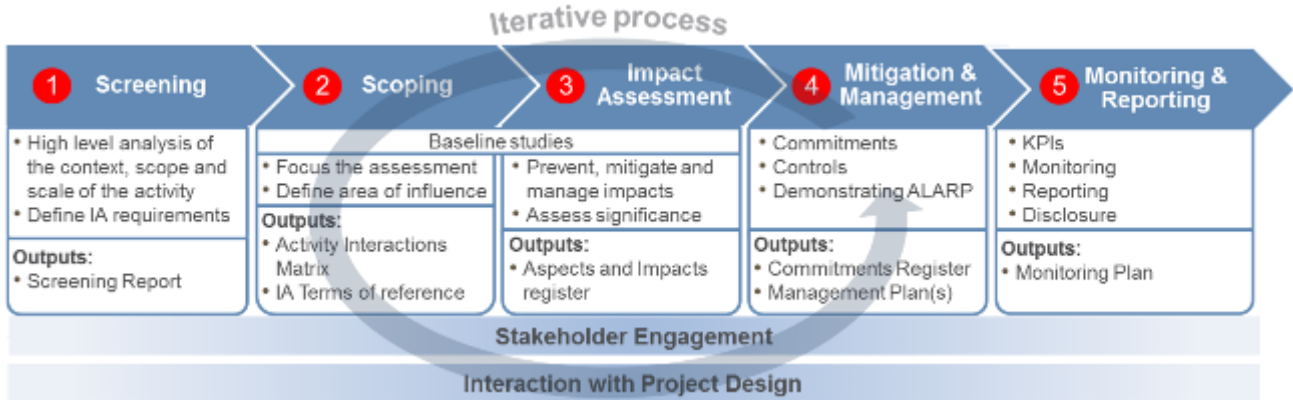 Iterative process
1 Screening
• High level analysis of
the context, scope and
scale of the activity
• Define IA requirements
Outputs:
• Screening Report
2 Scoping
Baseline studies
• Focus the assessment
• Define area of influence
Outputs:
• Activity Interactions
Matrix
• IA Terms of reference
3 Impact
Assessment
• Prevent, mitigate and
manage impacts
• Assess significance
Outputs:
• Aspects and Impacts
register
4 Mitigation &
Management
• Commitments
• Controls
• Demonstrating ALARP
Outputs:
• Commitments Register
• Management Plan(s)
5 Monitoring &
Reporting
• KPIs
• Monitoring
• Reporting
• Disclosure
Outputs:
• Monitoring Plan
Stakeholder Engagement
Interaction with Project Design